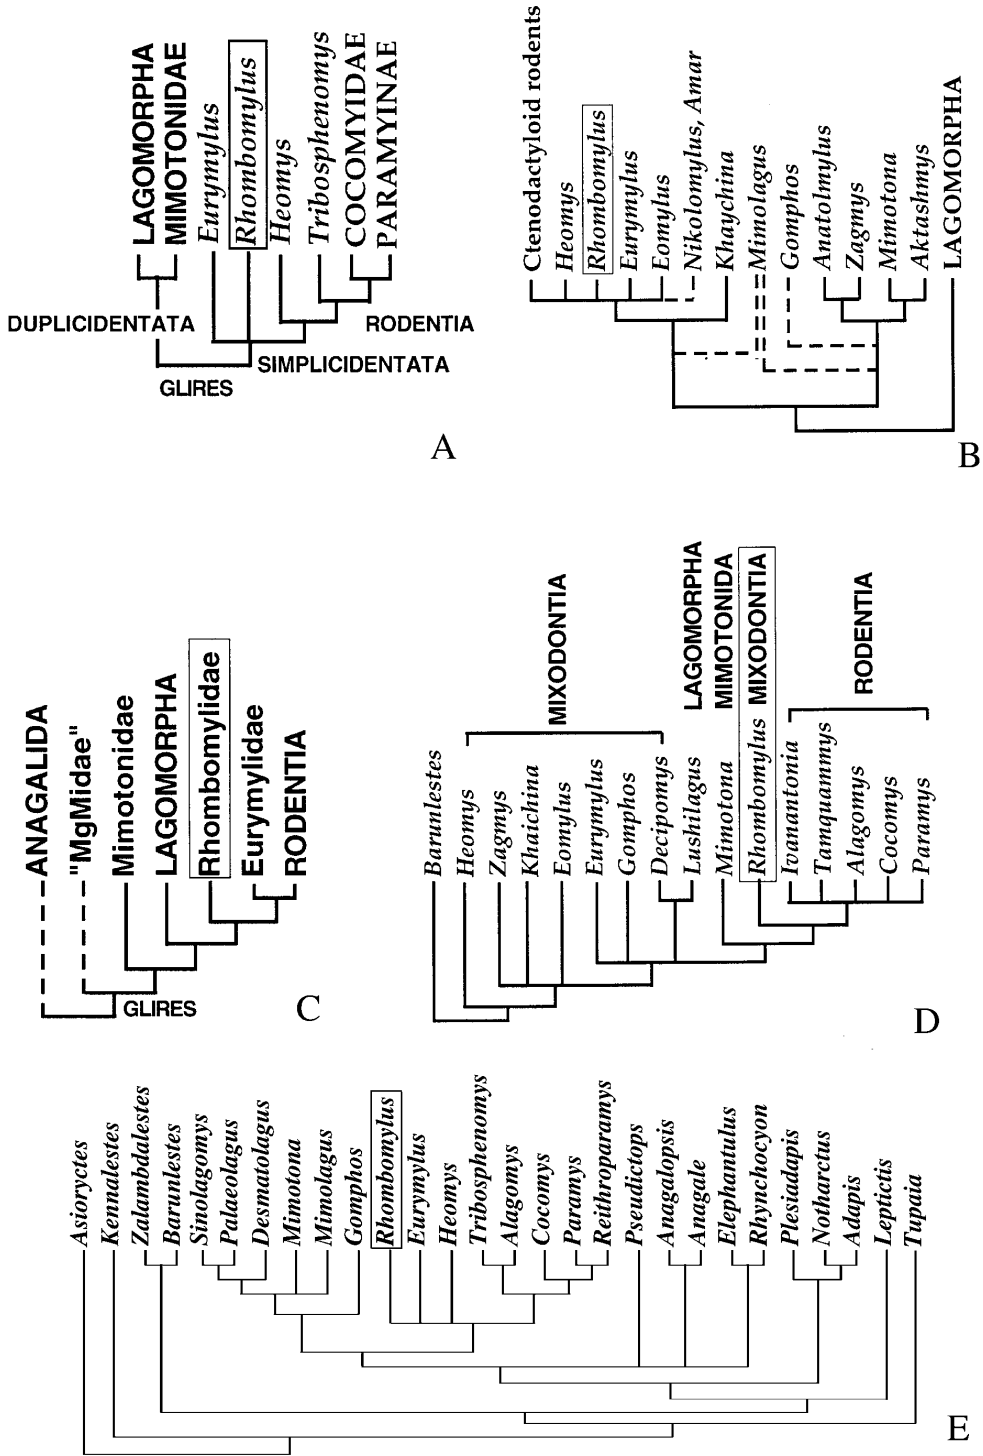 LAGOMORPHA
MIMOTONIDAE
Eurymylus
Rhombomylus
Heomys
Tribosphenomys
COCOMYIDAE
PARAMYINAE
DUPLICIDENTATA
RODENTIA
SIMPLICIDENTATA
GLIRES
A
Ctenodactyloid rodents
Heomys
Rhombomylus
Eurymylus
Eomylus
Nikolomylus, Amar
Khaychina
Mimolagus
Gomphos
Anatolmylus
Zagmys
Mimotona
Aktashmys
LAGOMORPHA
B
ANAGALIDA
"MgMidae"
Mimotonidae
LAGOMORPHA
Rhombomylidae
Eurymylidae
RODENTIA
GLIRES
C
MIXODONTIA
LAGOMORPHA
MIMOTONIDA
MIXODONTIA
RODENTIA
Barunlestes
Heomys
Zagmys
Khaichina
Eomylus
Eurymylus
Gomphos
Decipomys
Lushilagus
Mimotona
Rhombomylus
Ivanantonia
Tamquammys
Alagomys
Cocomys
Paramys
D
Asioryctes
Kennalestes
Zalambdalestes
Barunlestes
Sinolagomys
Palaeolagus
Desmatolagus
Mimotona
Mimolagus
Gomphos
Rhombomylus
Eurymylus
Heomys
Tribosphenomys
Alagomys
Cocomys
Paramys
Reithroparamys
Pseudictops
Anagalopsis
Anagale
Elephantulus
Rhynchocyon
Plesiadapis
Notharctus
Adapis
Leptictis
Tupaia
E